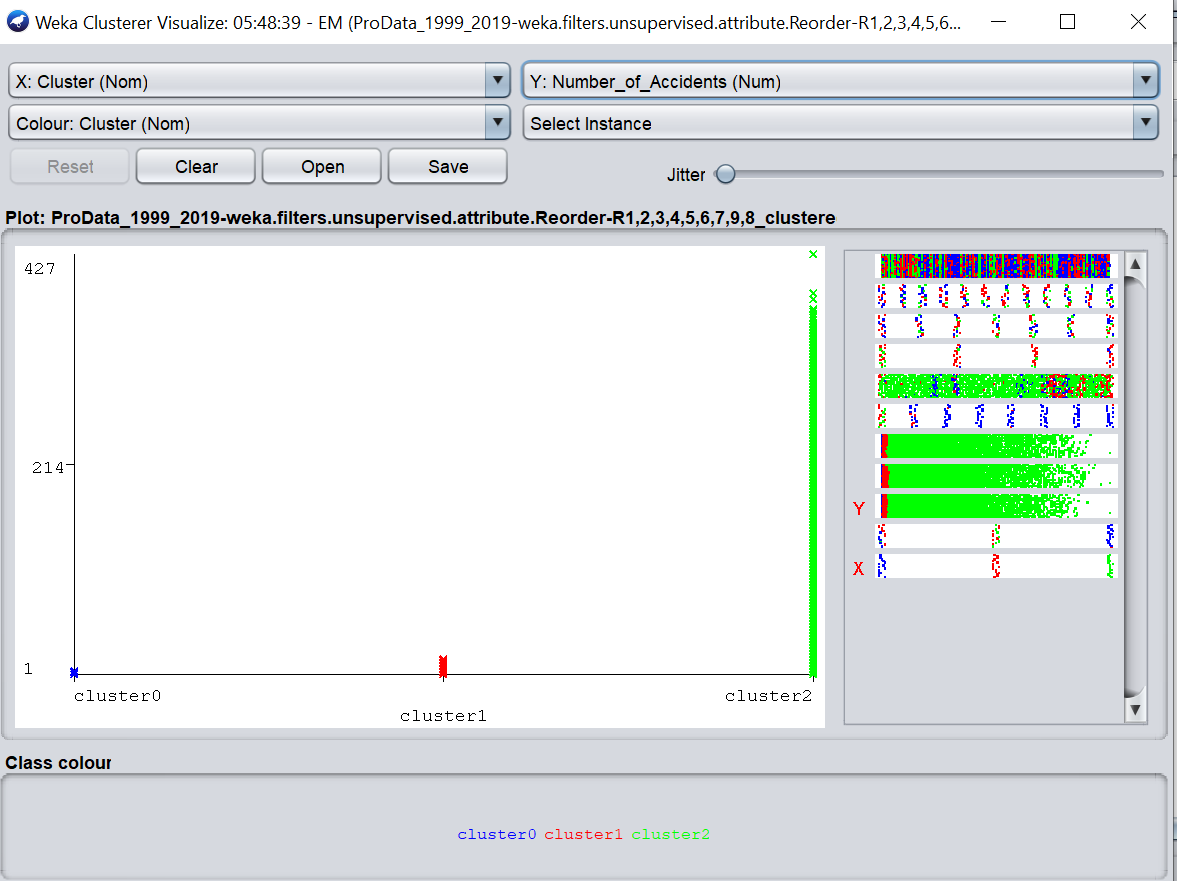 Weka Clusterer Visualize: 05:48:39 - EM (ProData_1999_2019-weka.filters.unsupervised.attribute.Reorder-R1,2,3,4,5,6...
X: Cluster (Nom) Y: Number_of_Accidents (Num)
Colour: Cluster (Nom) Select Instance
Reset Clear Open Save Jitter
Plot: ProData_1999_2019-weka.filters.unsupervised.attribute.Reorder-R1,2,3,4,5,6,7,9,8_clustere
427
214
1
cluster0 cluster2
cluster1
Y
X
Class colour
cluster0 cluster1 cluster2